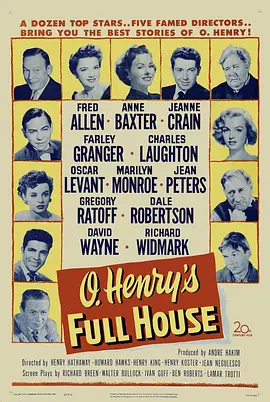 A DOZEN TOP STARS..FIVE FAMED DIRECTORS..
BRING YOU THE BEST STORIES OF O. HENRY!
FRED ANNE JEANNE
ALLEN • BAXTER • CRAIN
FARLEY CHARLES
GRANGER • LAUGHTON
OSCAR MARILYN JEAN
LEVANT • MONROE • PETERS
GREGORY DALE
RATOFF • ROBERTSON
DAVID RICHARD
WAYNE • WIDMARK
O. Henry's
FULL HOUSE
20th
CENTURY-FOX
Produced by ANDRE HAKIM
Directed by HENRY HATHAWAY • HOWARD HAWKS • HENRY KING • HENRY KOSTER • JEAN NEGULESCO
Screen Plays by RICHARD BREEN • WALTER BULLOCK • IVAN GOFF • BEN ROBERTS • LAMAR TROTTI